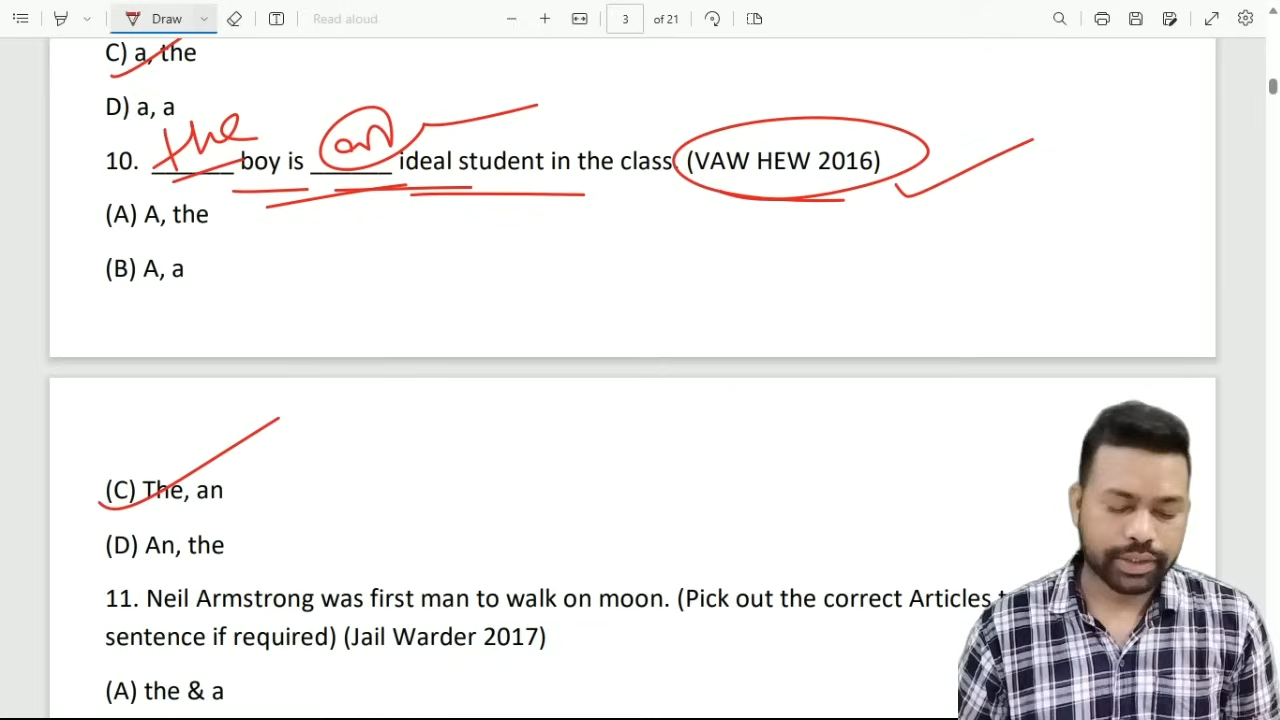 Draw
Read aloud
3
of 21
C) a, the
D) a, a
the
an
10. ______ boy is ______ ideal student in the class (VAW HEW 2016)
(A) A, the
(B) A, a
(C) The, an
(D) An, the
11. Neil Armstrong was first man to walk on moon. (Pick out the correct Articles
sentence if required) (Jail Warder 2017)
(A) the & a